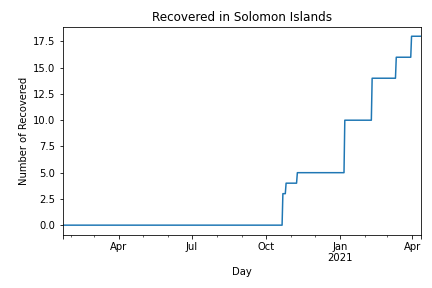 Recovered in Solomon Islands
Number of Recovered
17.5
15.0
12.5
10.0
7.5
5.0
2.5
0.0
Apr Jul Oct Jan Apr
2021
Day